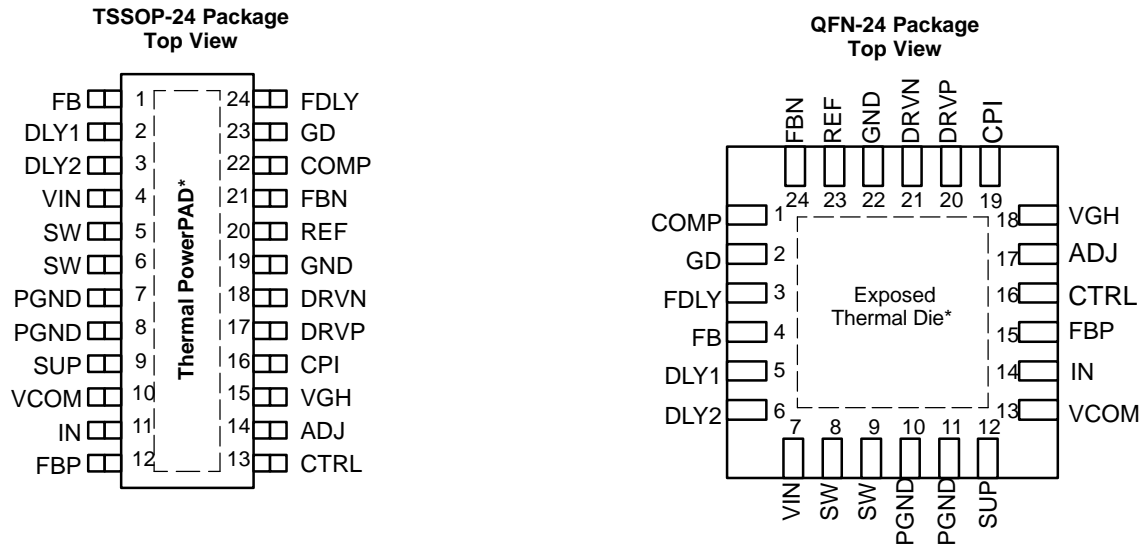 TSSOP-24 Package
Top View
FB 1
DLY1 2
DLY2 3
VIN 4
SW 5
SW 6
PGND 7
PGND 8
SUP 9
VCOM 10
IN 11
FBP 12
Thermal PowerPAD*
24 FDLY
23 GD
22 COMP
21 FBN
20 REF
19 GND
18 DRVN
17 DRVP
16 CPI
15 VGH
14 ADJ
13 CTRL
QFN-24 Package
Top View
FBN REF GND DRVN DRVP CPI
24 23 22 21 20 19
COMP 1
GD 2
FDLY 3
FB 4
DLY1 5
DLY2 6
Exposed
Thermal Die*
18 VGH
17 ADJ
16 CTRL
15 FBP
14 IN
13 VCOM
7 8 9 10 11 12
VIN SW SW PGND PGND SUP